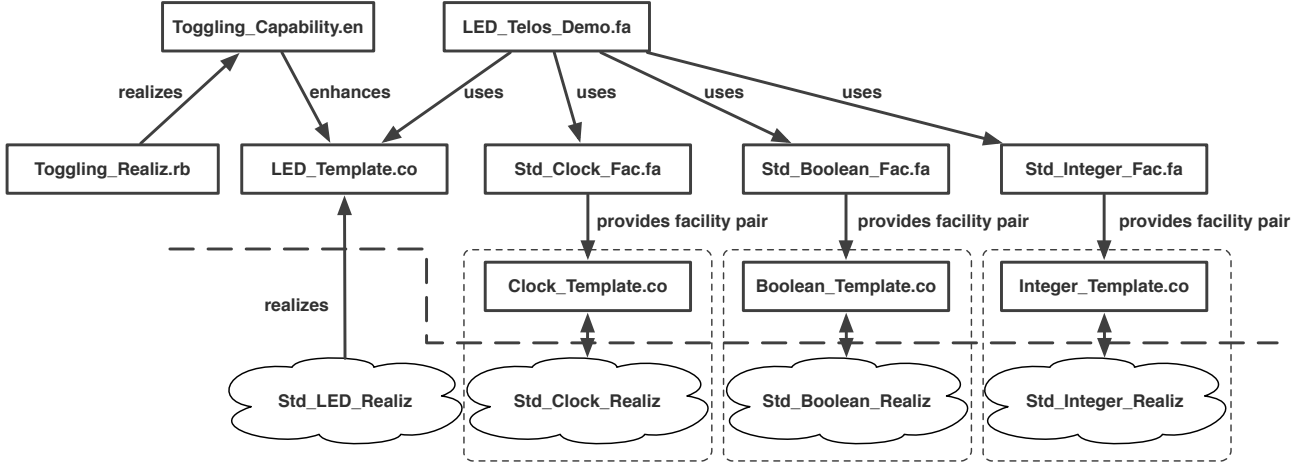 Toggling_Capability.en
LED_Telos_Demo.fa
realizes
enhances
uses
uses
uses
uses
Toggling_Realiz.rb
LED_Template.co
Std_Clock_Fac.fa
Std_Boolean_Fac.fa
Std_Integer_Fac.fa
provides facility pair
provides facility pair
provides facility pair
Clock_Template.co
Boolean_Template.co
Integer_Template.co
realizes
Std_LED_Realiz
Std_Clock_Realiz
Std_Boolean_Realiz
Std_Integer_Realiz